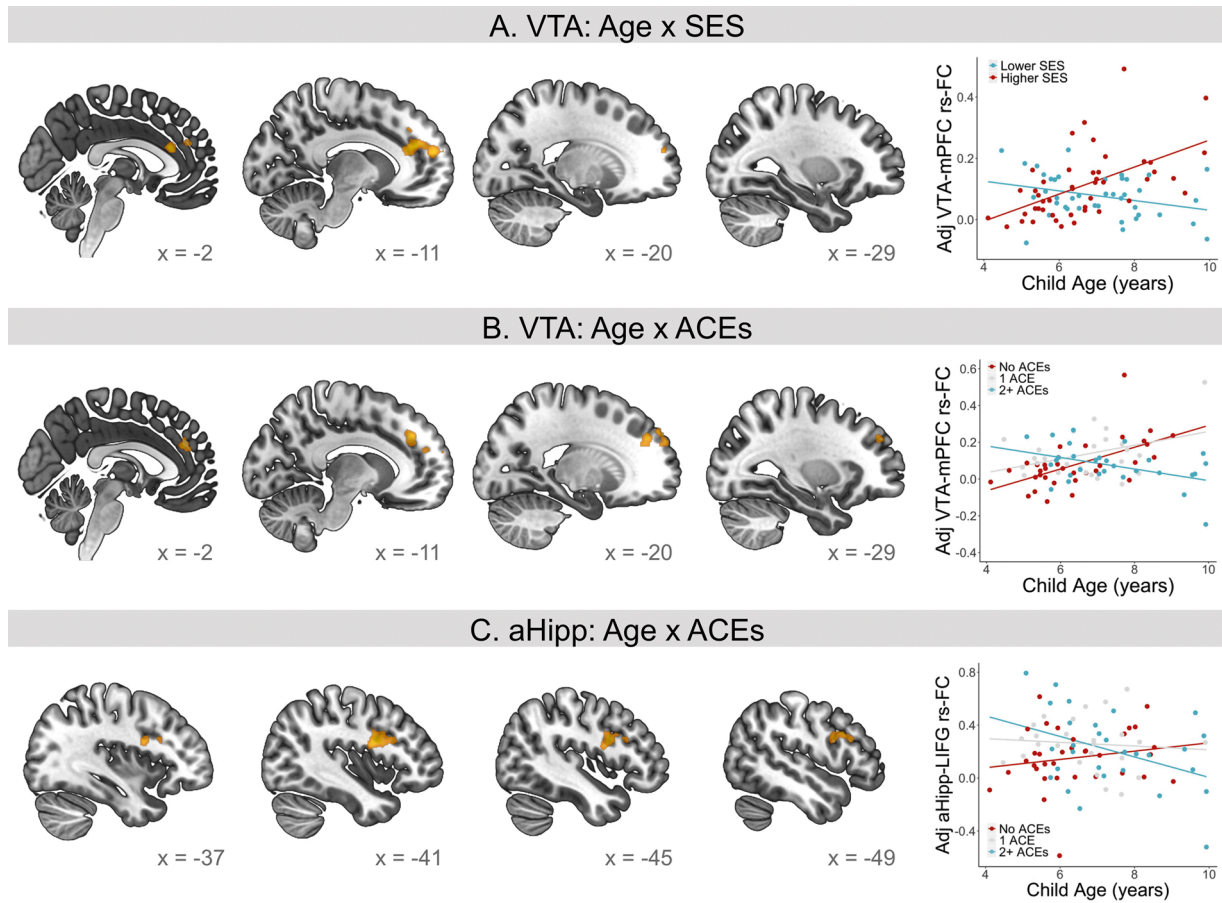 A. VTA: Age x SES
x = -2
x = -11
x = -20
x = -29
Adj VTA-mPFC rs-FC
Lower SES
Higher SES
0.4
0.2
0.0
4
6
8
10
Child Age (years)
B. VTA: Age x ACEs
x = -2
x = -11
x = -20
x = -29
Adj VTA-mPFC rs-FC
No ACEs
1 ACE
2+ ACEs
0.6
0.4
0.2
0.0
-0.2
-0.4
4
6
8
10
Child Age (years)
C. aHipp: Age x ACEs
x = -37
x = -41
x = -45
x = -49
Adj aHipp-LIFG rs-FC
0.8
0.4
0.0
-0.4
No ACEs
1 ACE
2+ ACEs
4
6
8
10
Child Age (years)